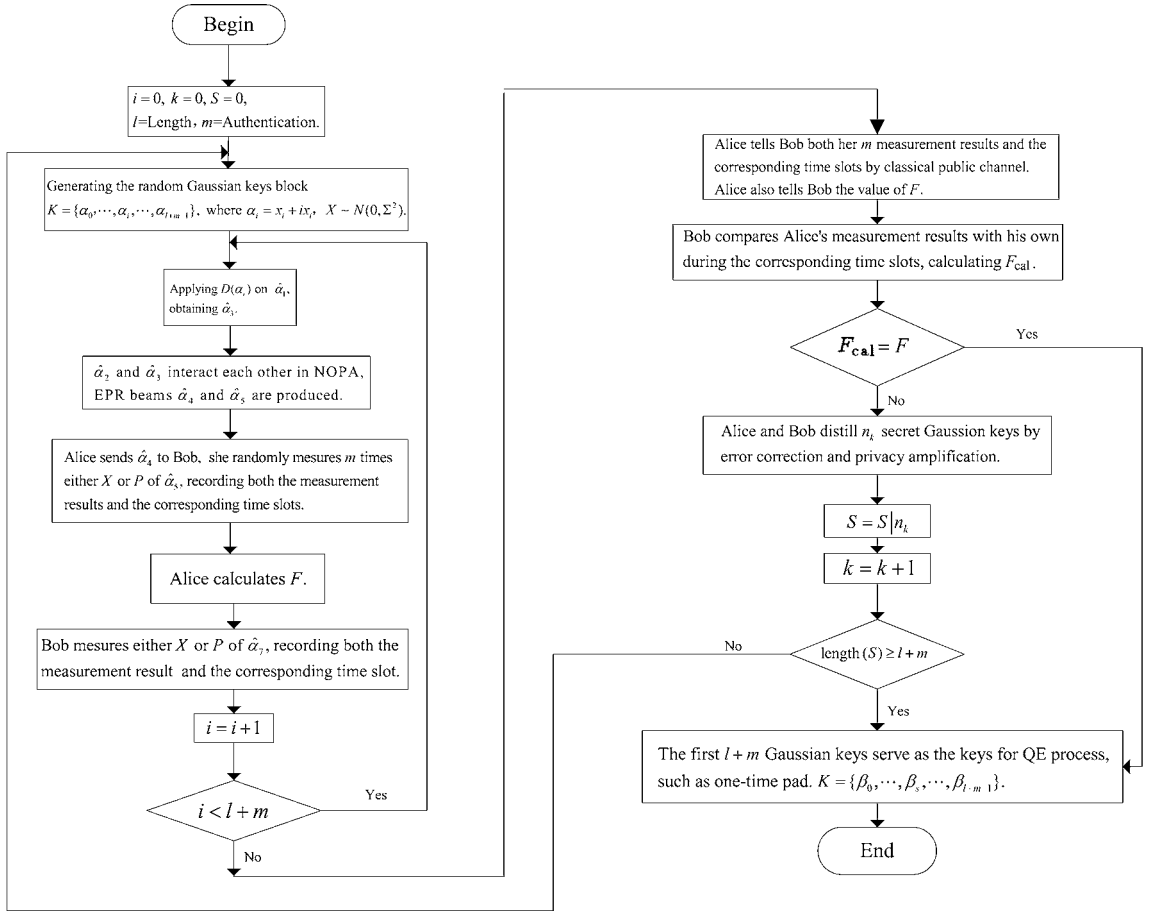 Begin
i = 0, k = 0, S = 0,
l=Length, m=Authentication.
Generating the random Gaussian keys block
K = {α₀,⋯,αᵢ,⋯,α_{l+m-1}}, where αᵢ = xᵢ + ixᵢ, X ~ N(0,Σ²).
Applying D(αᵢ) on α̂₁,
obtaining α̂₃.
α̂₂ and α̂₃ interact each other in NOPA,
EPR beams α̂₄ and α̂₅ are produced.
Alice sends α̂₄ to Bob, she randomly mesures m times
either X or P of α̂₅, recording both the measurement
results and the corresponding time slots.
Alice calculates F.
Bob mesures either X or P of α̂₇, recording both the
measurement result and the corresponding time slot.
i = i+1
i < l + m
Yes
No
Alice tells Bob both her m measurement results and the
corresponding time slots by classical public channel.
Alice also tells Bob the value of F.
Bob compares Alice's measurement results with his own
during the corresponding time slots, calculating F_cal.
F_cal = F
Yes
No
Alice and Bob distill nₖ secret Gaussion keys by
error correction and privacy amplification.
S = S|nₖ
k = k+1
length(S) ≥ l + m
No
Yes
The first l + m Gaussian keys serve as the keys for QE process,
such as one-time pad. K = {β₀,⋯,βₛ,⋯,β_{l+m-1}}.
End